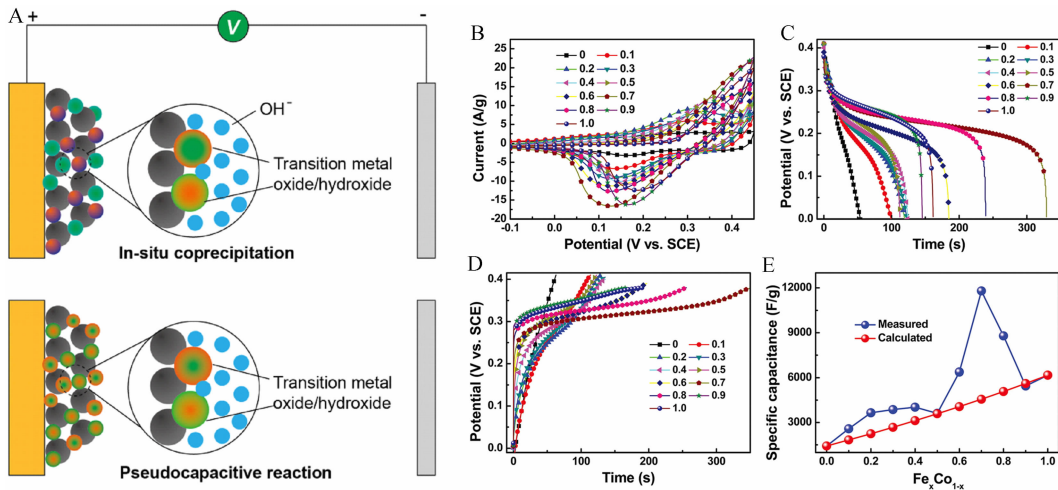 A
+
-
V
OH⁻
Transition metal
oxide/hydroxide
In-situ coprecipitation
Transition metal
oxide/hydroxide
Pseudocapacitive reaction
B
25
20
15
10
5
0
-5
-10
-15
-20
Current (A/g)
0 0.1
0.2 0.3
0.4 0.5
0.6 0.7
0.8 0.9
1.0
-0.1 0.0 0.1 0.2 0.3 0.4
Potential (V vs. SCE)
C
0.4
0.3
0.2
0.1
0.0
Potential (V vs. SCE)
0 0.1
0.2 0.3
0.4 0.5
0.6 0.7
0.8 0.9
1.0
0 100 200 300
Time (s)
D
0.4
0.3
0.2
0.1
0.0
Potential (V vs. SCE)
0 0.1
0.2 0.3
0.4 0.5
0.6 0.7
0.8 0.9
1.0
0 50 100 150 200 250 300 350
Time (s)
E
12000
9000
6000
3000
0
Specific capacitance (F/g)
Measured
Calculated
0.0 0.2 0.4 0.6 0.8 1.0
FeₓCo₁₋ₓ